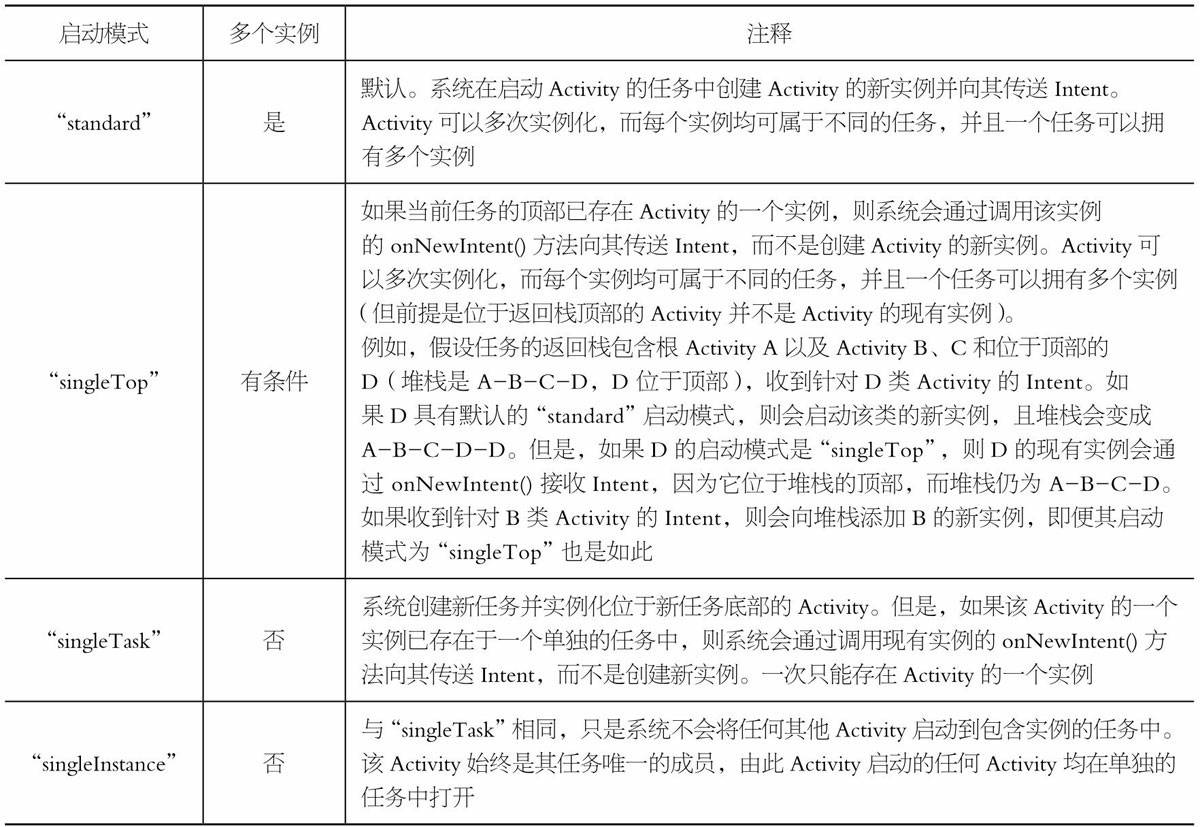 启动模式 多个实例 注释
“standard” 是
默认。系统在启动 Activity 的任务中创建 Activity 的新实例并向其传送 Intent。
Activity 可以多次实例化，而每个实例均可属于不同的任务，并且一个任务可以拥
有多个实例
“singleTop” 有条件
如果当前任务的顶部已存在 Activity 的一个实例，则系统会通过调用该实例
的 onNewIntent() 方法向其传送 Intent，而不是创建 Activity 的新实例。Activity 可
以多次实例化，而每个实例均可属于不同的任务，并且一个任务可以拥有多个实例
（但前提是位于返回栈顶部的 Activity 并不是 Activity 的现有实例）。
例如，假设任务的返回栈包含根 Activity A 以及 Activity B、C 和位于顶部的
D（堆栈是 A-B-C-D，D 位于顶部），收到针对 D 类 Activity 的 Intent。如
果 D 具有默认的“standard”启动模式，则会启动该类的新实例，且堆栈会变成
A-B-C-D-D。但是，如果 D 的启动模式是“singleTop”，则 D 的现有实例会通
过 onNewIntent() 接收 Intent，因为它位于堆栈的顶部，而堆栈仍为 A-B-C-D。
如果收到针对 B 类 Activity 的 Intent，则会向堆栈添加 B 的新实例，即便其启动
模式为“singleTop”也是如此
“singleTask” 否
系统创建新任务并实例化位于新任务底部的 Activity。但是，如果该 Activity 的一个
实例已存在于一个单独的任务中，则系统会通过调用现有实例的 onNewIntent() 方
法向其传送 Intent，而不是创建新实例。一次只能存在 Activity 的一个实例
“singleInstance” 否
与“singleTask”相同，只是系统不会将任何其他 Activity 启动到包含实例的任务中。
该 Activity 始终是其任务唯一的成员，由此 Activity 启动的任何 Activity 均在单独的
任务中打开